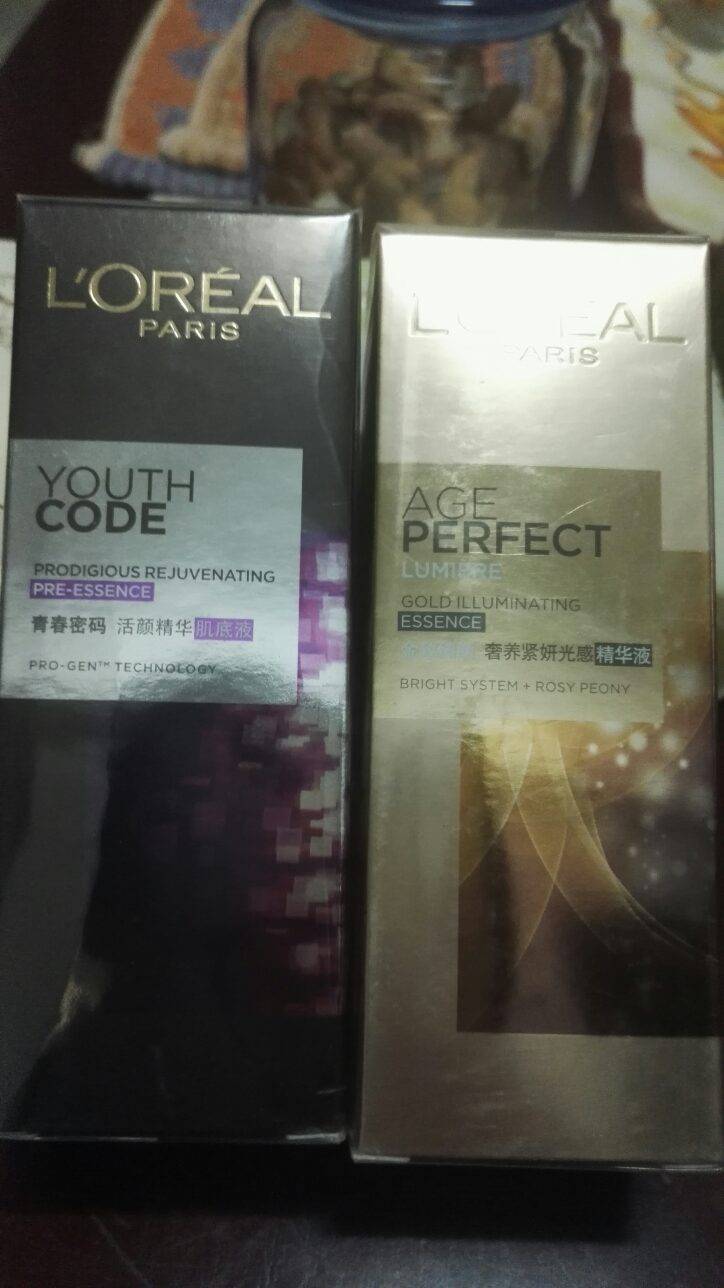 L'ORÉAL
PARIS
YOUTH
CODE
PRODIGIOUS REJUVENATING
PRE-ESSENCE
青春密码 活颜精华肌底液
PRO-GEN™ TECHNOLOGY
L'ORÉAL
PARIS
AGE
PERFECT
LUMIÈRE
GOLD ILLUMINATING
ESSENCE
奢养紧妍光感精华液
BRIGHT SYSTEM + ROSY PEONY